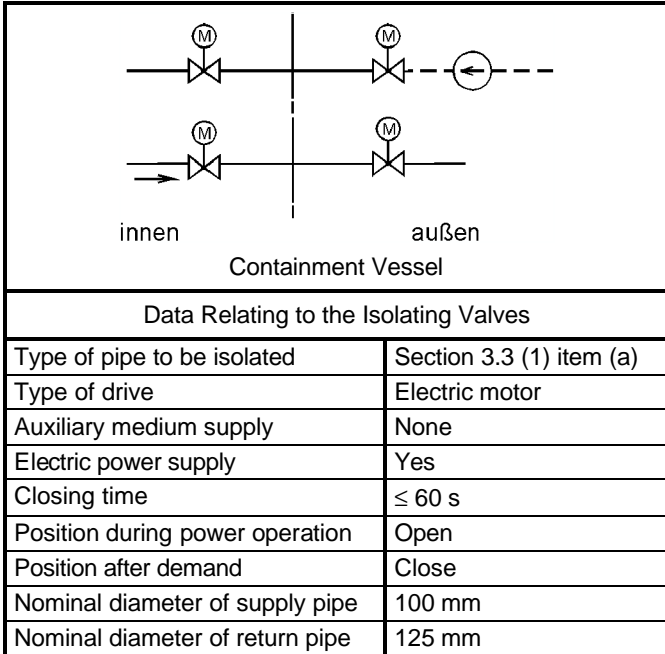 M M
M M
innen außen
Containment Vessel
Data Relating to the Isolating Valves
Type of pipe to be isolated Section 3.3 (1) item (a)
Type of drive Electric motor
Auxiliary medium supply None
Electric power supply Yes
Closing time ≤ 60 s
Position during power operation Open
Position after demand Close
Nominal diameter of supply pipe 100 mm
Nominal diameter of return pipe 125 mm